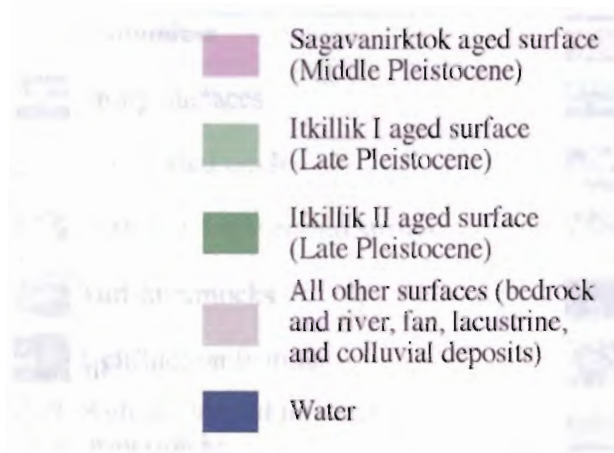 Sagavanirktok aged surface
(Middle Pleistocene)
Itkillik I aged surface
(Late Pleistocene)
Itkillik II aged surface
(Late Pleistocene)
All other surfaces (bedrock
and river, fan, lacustrine,
and colluvial deposits)
Water